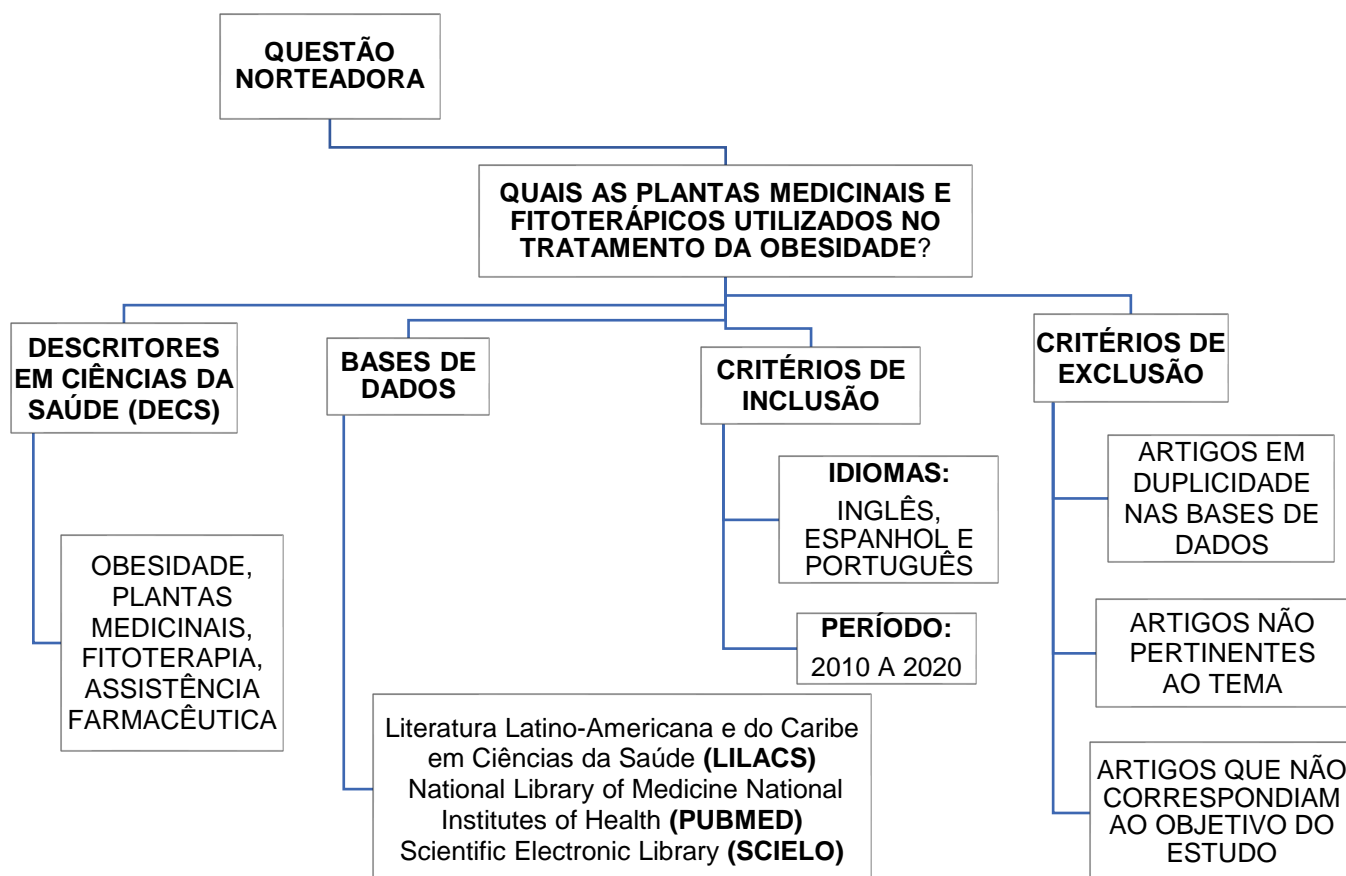 QUESTÃO
NORTEADORA
QUAIS AS PLANTAS MEDICINAIS E
FITOTERÁPICOS UTILIZADOS NO
TRATAMENTO DA OBESIDADE?
DESCRITORES
EM CIÊNCIAS DA
SAÚDE (DECS)
OBESIDADE,
PLANTAS
MEDICINAIS,
FITOTERAPIA,
ASSISTÊNCIA
FARMACÊUTICA
BASES DE
DADOS
Literatura Latino-Americana e do Caribe
em Ciências da Saúde (LILACS)
National Library of Medicine National
Institutes of Health (PUBMED)
Scientific Electronic Library (SCIELO)
CRITÉRIOS DE
INCLUSÃO
IDIOMAS:
INGLÊS,
ESPANHOL E
PORTUGUÊS
PERÍODO:
2010 A 2020
CRITÉRIOS DE
EXCLUSÃO
ARTIGOS EM
DUPLICIDADE
NAS BASES DE
DADOS
ARTIGOS NÃO
PERTINENTES
AO TEMA
ARTIGOS QUE NÃO
CORRESPONDIAM
AO OBJETIVO DO
ESTUDO